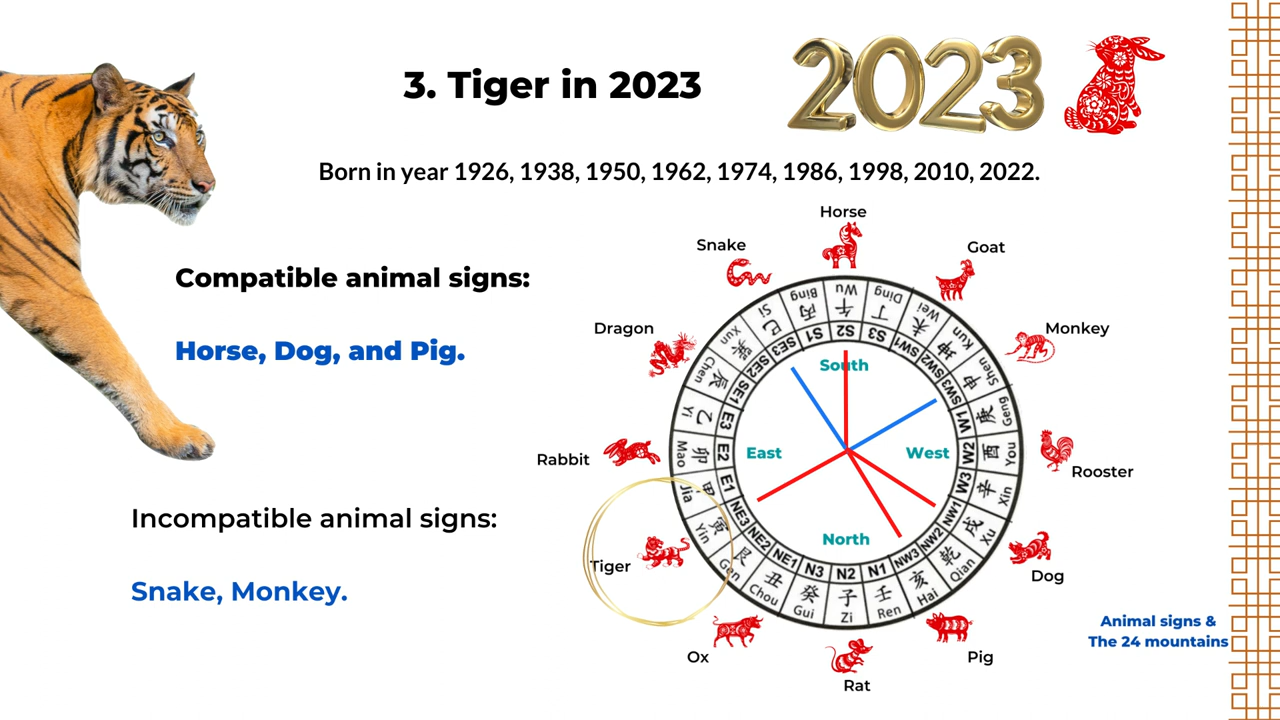 3. Tiger in 2023
2023
Born in year 1926, 1938, 1950, 1962, 1974, 1986, 1998, 2010, 2022.
Compatible animal signs:
Horse, Dog, and Pig.
Incompatible animal signs:
Snake, Monkey.
Horse
Goat
Monkey
Rooster
Dog
Pig
Rat
Ox
Tiger
Rabbit
Dragon
Snake
Wu
Ding
Wei
Kun
Shen
Geng
You
Xin
Xu
Qian
Hai
Ren
Zi
Gui
Chou
Gen
Yin
Jia
Mao
Yi
Chen
Xun
Si
Bing
午
丁
未
坤
申
庚
酉
辛
戌
乾
亥
壬
子
癸
丑
艮
寅
甲
卯
乙
辰
巽
巳
丙
S2
S3
SW1
SW2
SW3
W1
W2
W3
NW1
NW2
NW3
N1
N2
N3
NE1
NE2
NE3
E1
E2
E3
SE1
SE2
SE3
S1
South
East
West
North
Animal signs &
The 24 mountains